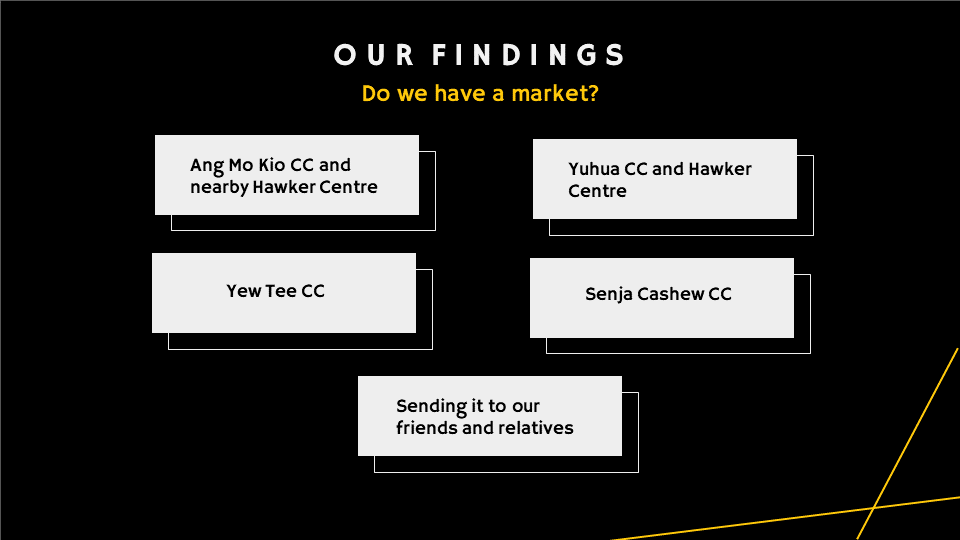 OUR FINDINGS
Do we have a market?
Ang Mo Kio CC and
nearby Hawker Centre
Yuhua CC and Hawker
Centre
Yew Tee CC
Senja Cashew CC
Sending it to our
friends and relatives